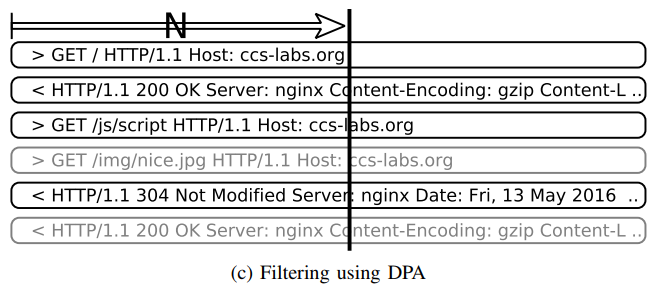 N
> GET / HTTP/1.1 Host: ccs-labs.org
< HTTP/1.1 200 OK Server: nginx Content-Encoding: gzip Content-L ..
> GET /js/script HTTP/1.1 Host: ccs-labs.org
> GET /img/nice.jpg HTTP/1.1 Host: ccs-labs.org
< HTTP/1.1 304 Not Modified Server: nginx Date: Fri, 13 May 2016 ..
< HTTP/1.1 200 OK Server: nginx Content-Encoding: gzip Content-L ..
(c) Filtering using DPA